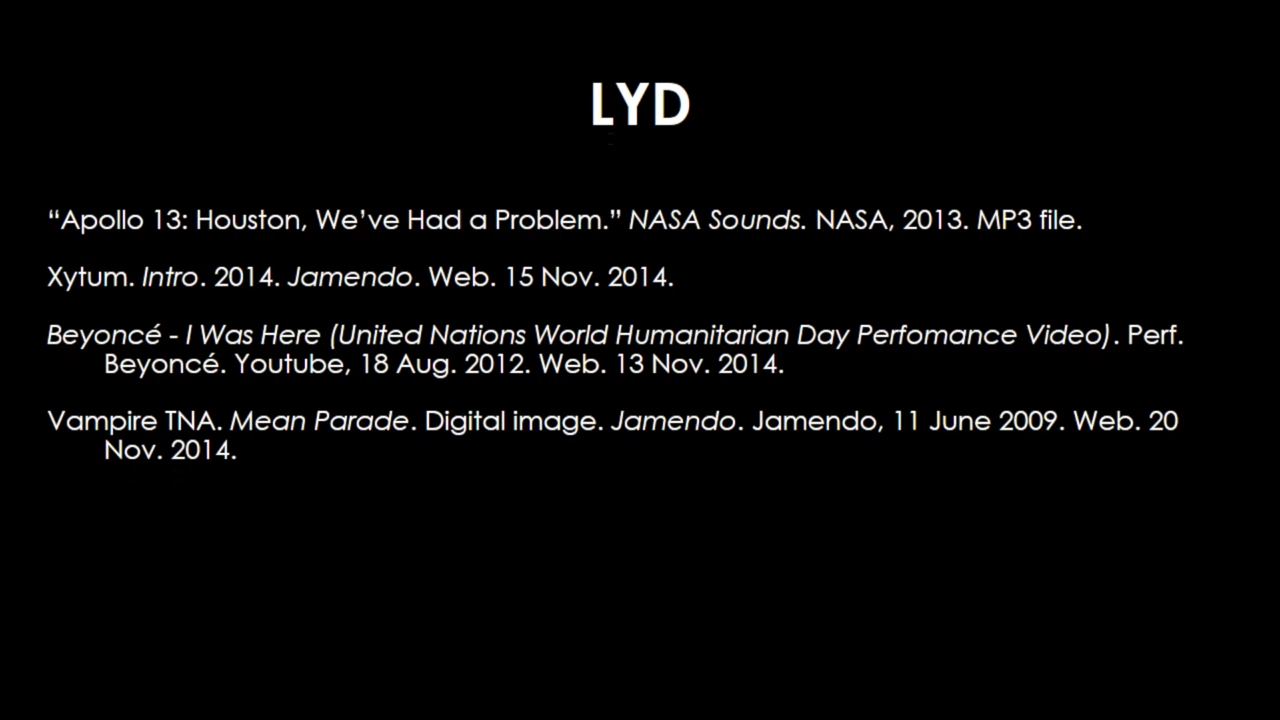 LYD
“Apollo 13: Houston, We’ve Had a Problem.” NASA Sounds. NASA, 2013. MP3 file.
Xytum. Intro. 2014. Jamendo. Web. 15 Nov. 2014.
Beyoncé - I Was Here (United Nations World Humanitarian Day Perfomance Video). Perf.
Beyoncé. Youtube, 18 Aug. 2012. Web. 13 Nov. 2014.
Vampire TNA. Mean Parade. Digital image. Jamendo. Jamendo, 11 June 2009. Web. 20
Nov. 2014.